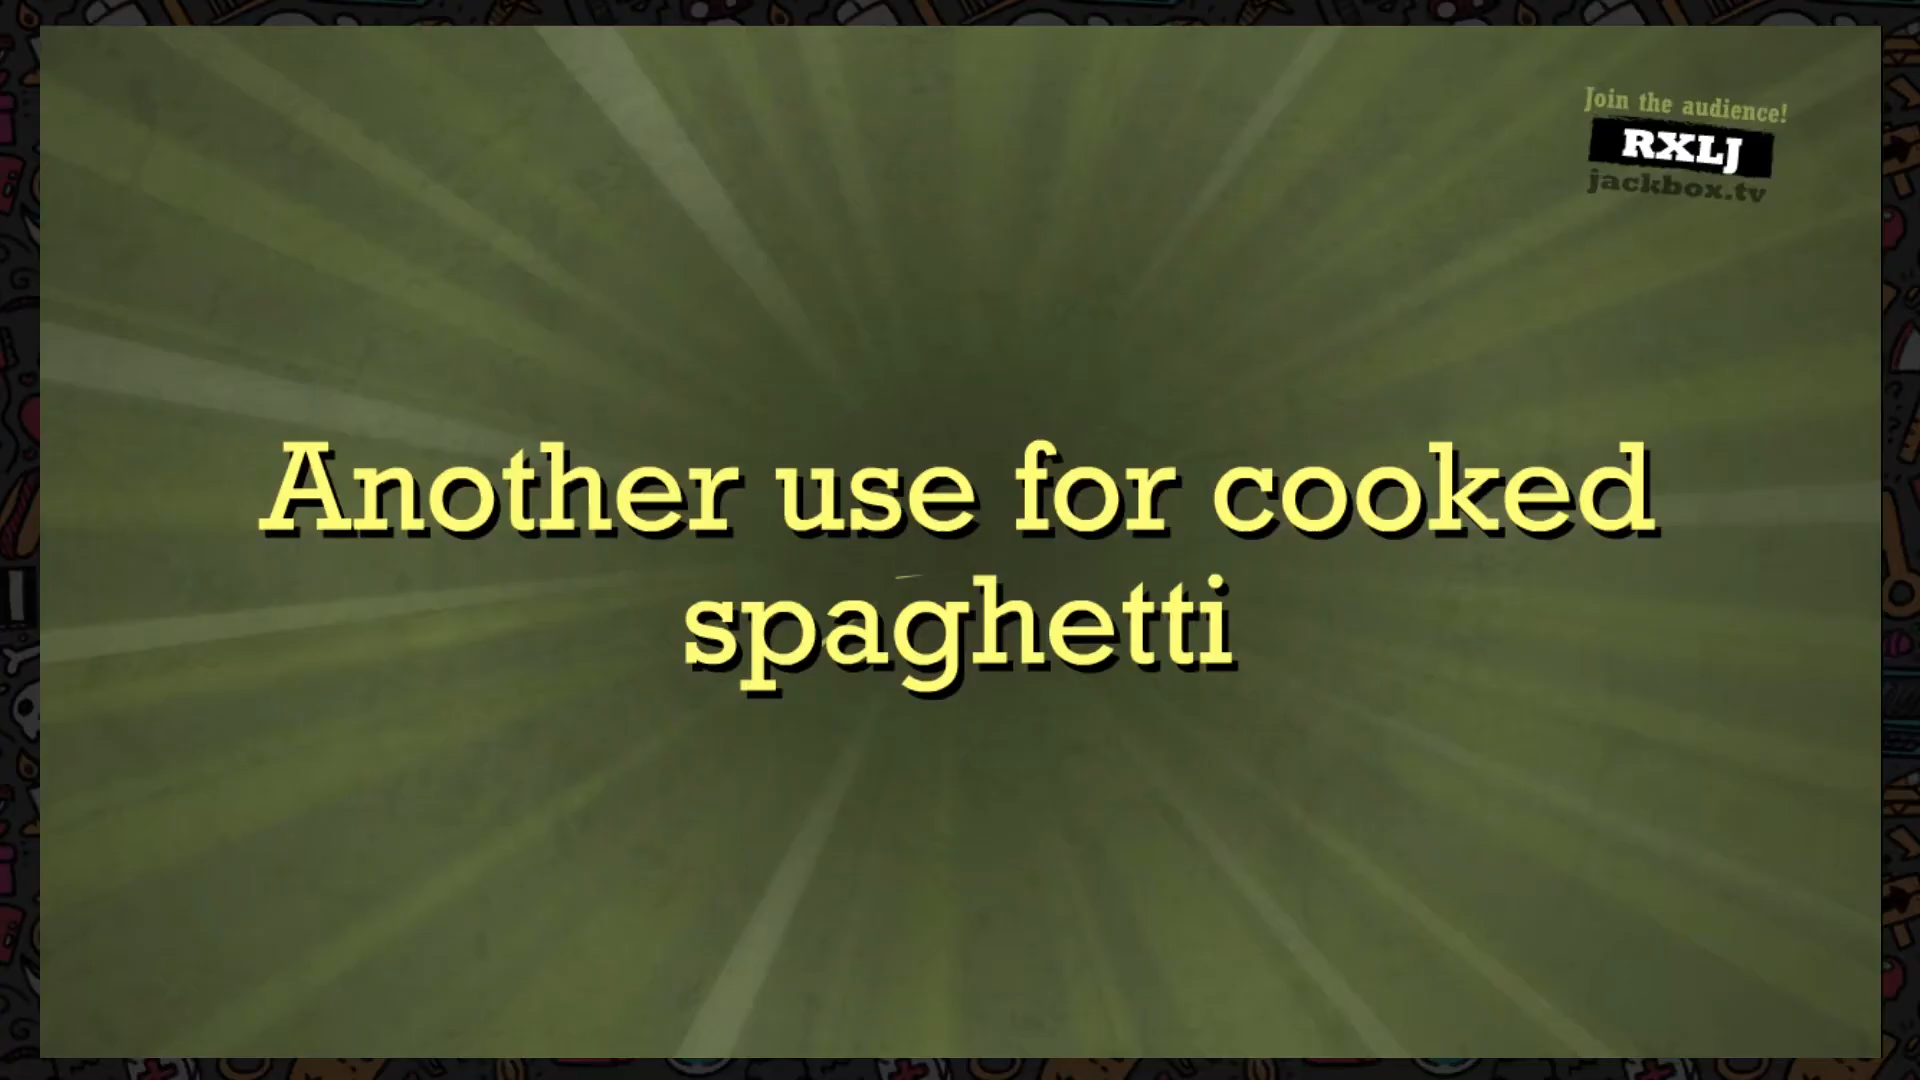 Join the audience!
RXLJ
jackbox.tv
Another use for cooked
spaghetti